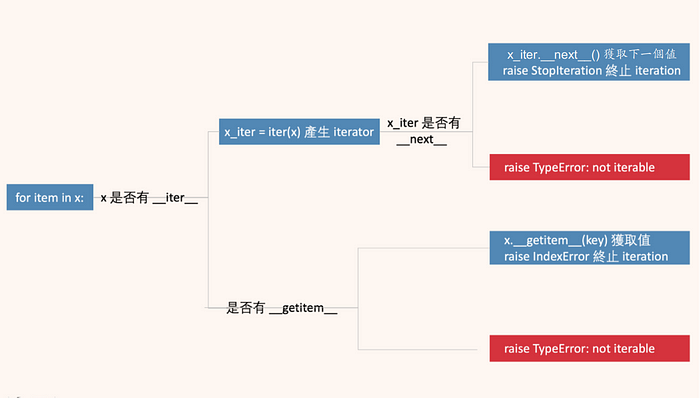 x_iter.__next__() 獲取下一個值
raise StopIteration 終止 iteration
x_iter = iter(x) 產生 iterator
x_iter 是否有
__next__
raise TypeError: not iterable
for item in x:
x 是否有 __iter__
x.__getitem__(key) 獲取值
raise IndexError 終止 iteration
是否有 __getitem__
raise TypeError: not iterable